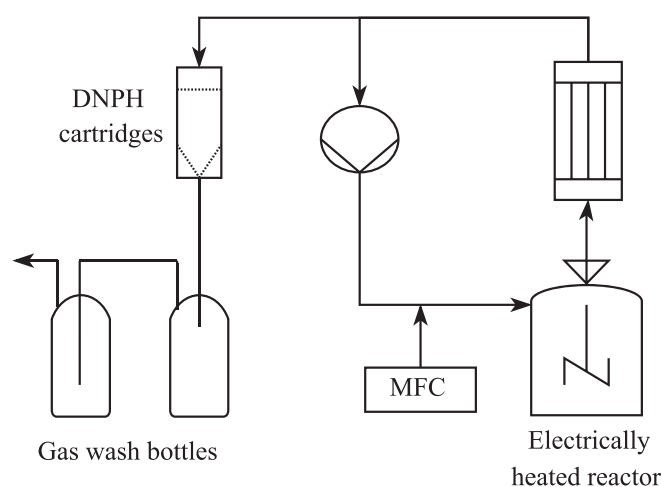 DNPH
cartridges
MFC
Gas wash bottles
Electrically
heated reactor